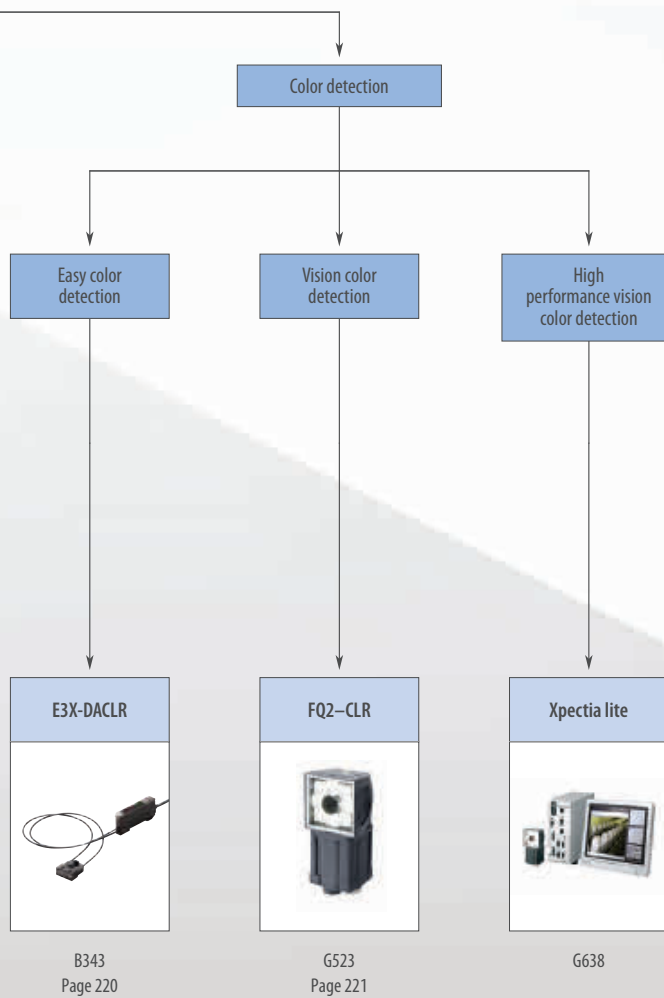 Color detection
Easy color
detection
Vision color
detection
High
performance vision
color detection
E3X-DACLR
FQ2–CLR
Xpectia lite
B343
Page 220
G523
Page 221
G638